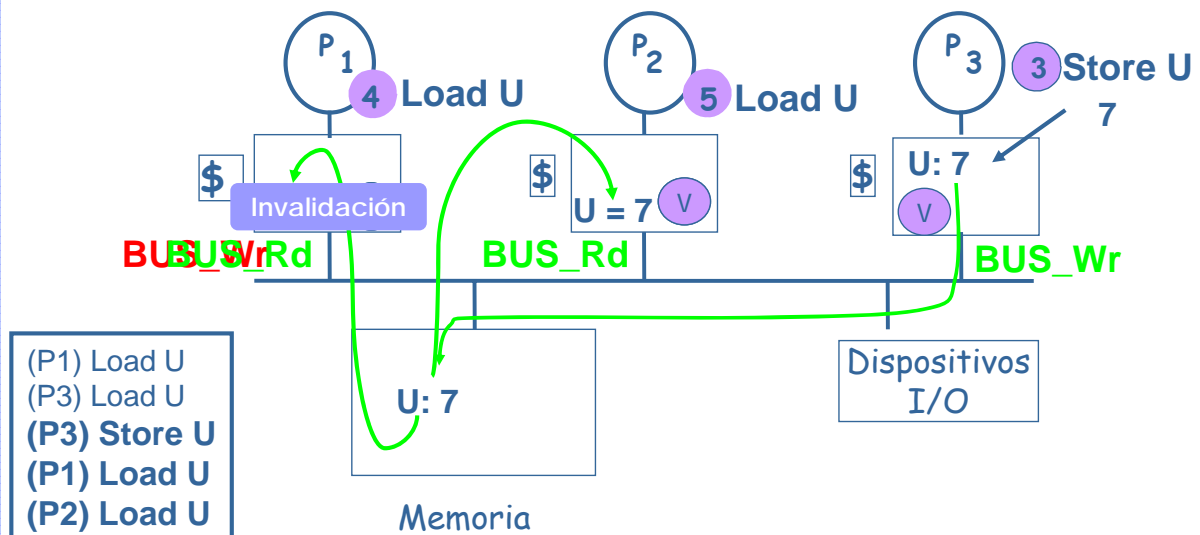 P1
4 Load U
P2
5 Load U
P3
3 Store U
7
$
Invalidación
$
U = 7 V
$
U: 7
V
BUS_Wr
BUS_Rd
BUS_Rd
BUS_Wr
(P1) Load U
(P3) Load U
(P3) Store U
(P1) Load U
(P2) Load U
U: 7
Memoria
Dispositivos
I/O